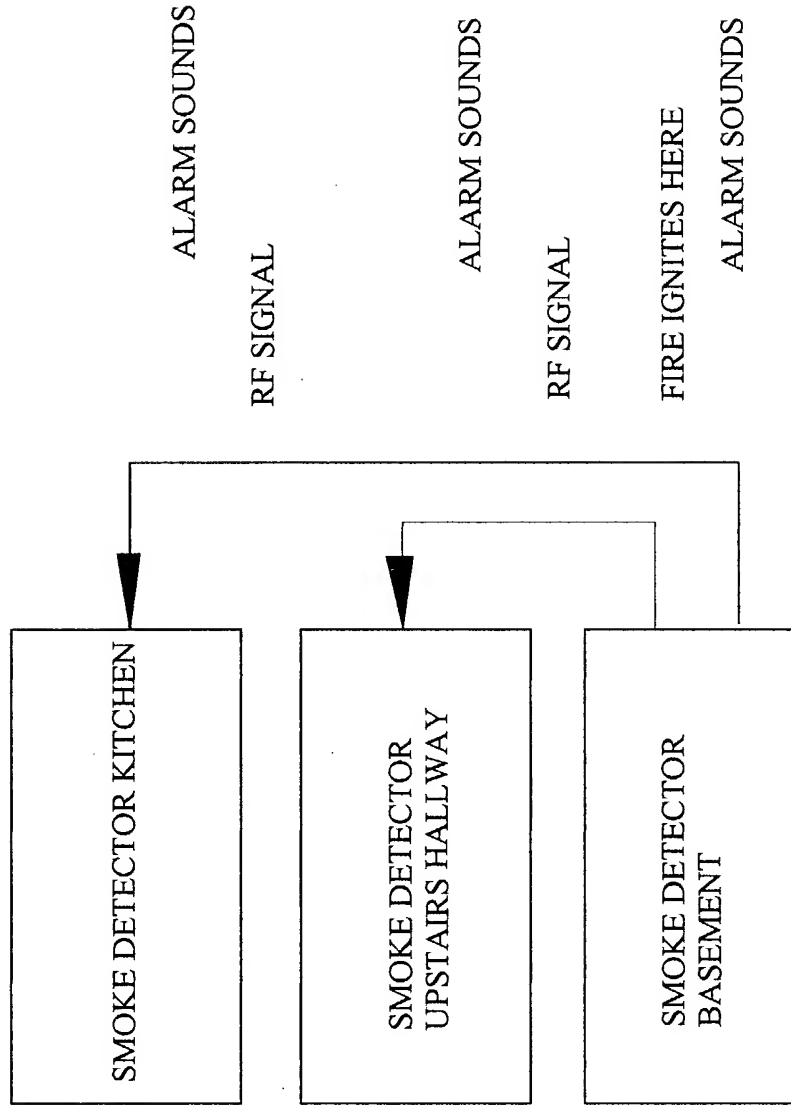 SMOKE DETECTOR KITCHEN
ALARM SOUNDS
RF SIGNAL
SMOKE DETECTOR
UPSTAIRS HALLWAY
ALARM SOUNDS
RF SIGNAL
SMOKE DETECTOR
BASEMENT
FIRE IGNITES HERE
ALARM SOUNDS